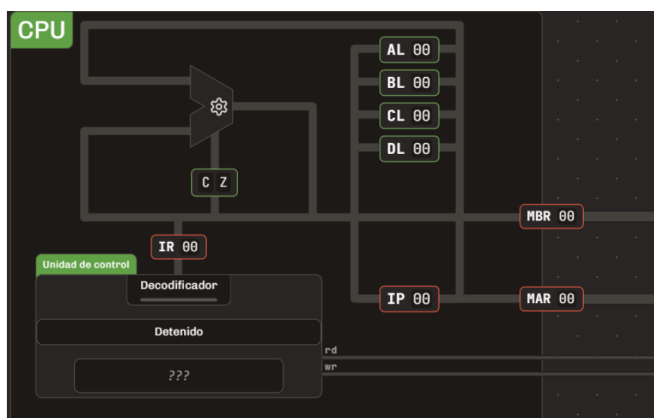 CPU
AL 00
BL 00
CL 00
DL 00
C Z
MBR 00
IR 00
Unidad de control
Decodificador
IP 00
MAR 00
Detenido
rd
wr
???